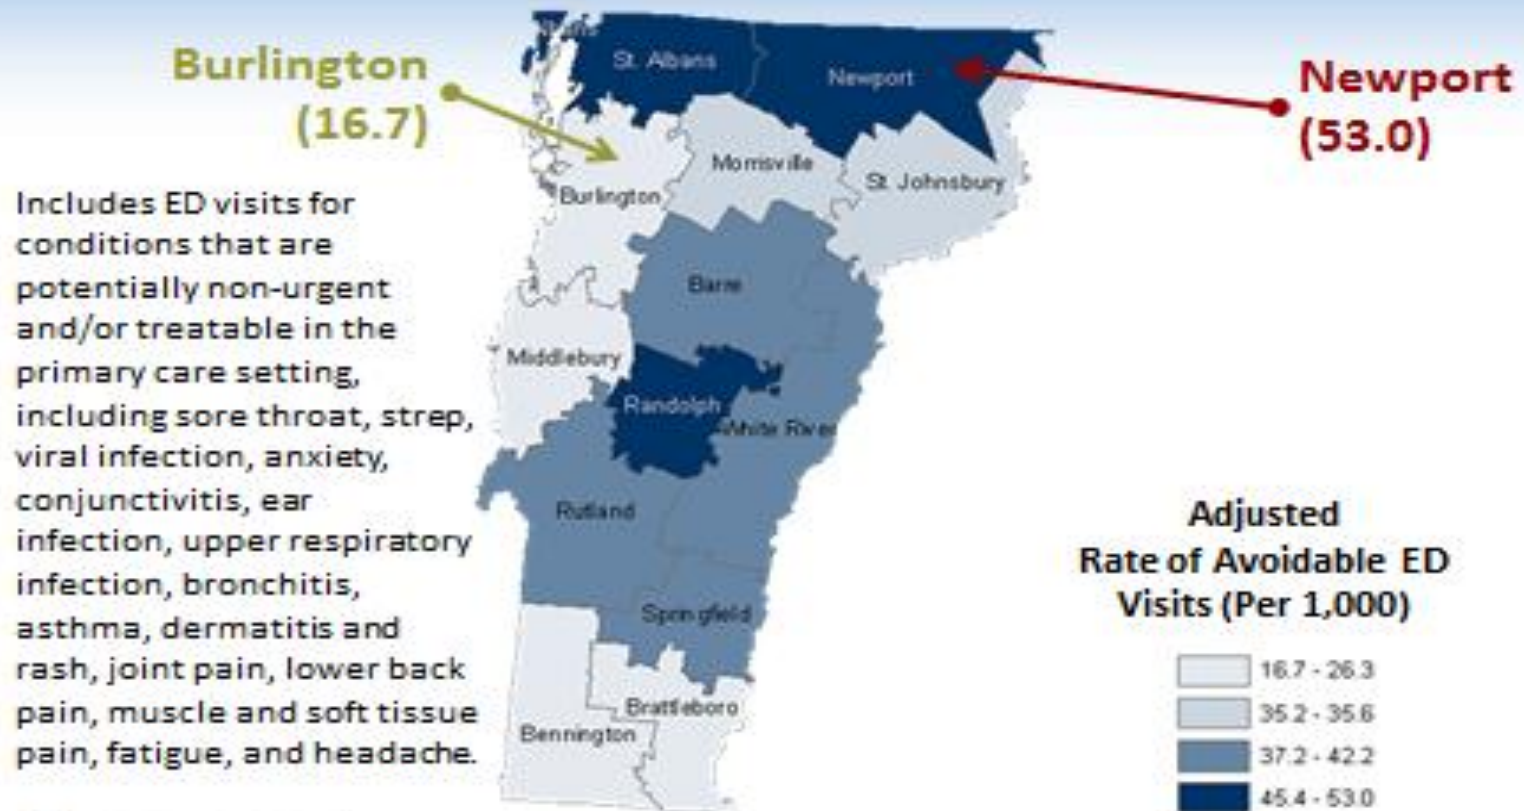 Burlington
(16.7)
Newport
(53.0)
Includes ED visits for
conditions that are
potentially non-urgent
and/or treatable in the
primary care setting,
including sore throat, strep,
viral infection, anxiety,
conjunctivitis, ear
infection, upper respiratory
infection, bronchitis,
asthma, dermatitis and
rash, joint pain, lower back
pain, muscle and soft tissue
pain, fatigue, and headache.
St. Albans
Newport
Morrisville
St. Johnsbury
Burlington
Barre
Middlebury
Randolph
White River
Rutland
Springfield
Brattleboro
Bennington
Adjusted
Rate of Avoidable ED
Visits (Per 1,000)
16.7 - 26.3
35.2 - 35.6
37.2 - 42.2
45.4 - 53.0